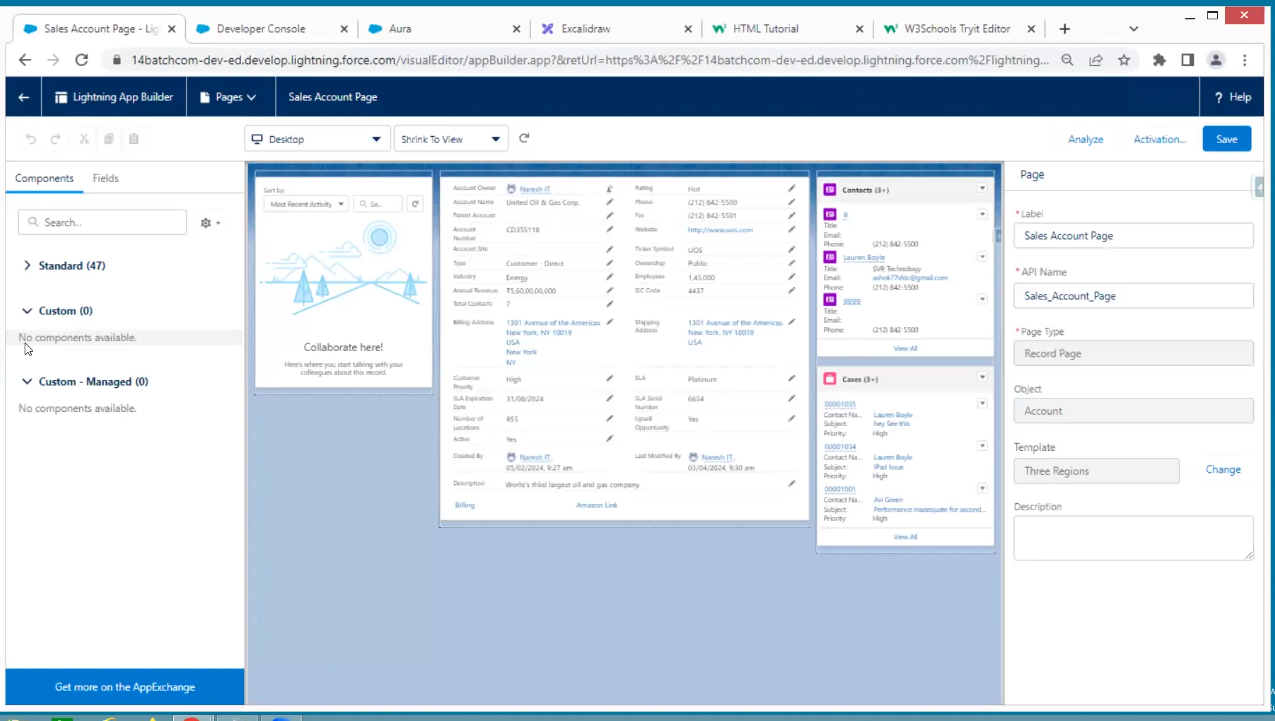 Sales Account Page - Lig
Developer Console
Aura
Excalidraw
HTML Tutorial
W3Schools Tryit Editor
14batchcom-dev-ed.develop.lightning.force.com/visualEditor/appBuilder.app?&retUrl=https%3A%2F%2F14batchcom-dev-ed.develop.lightning.force.com%2Flightning...
Lightning App Builder
Pages
Sales Account Page
? Help
Desktop
Shrink To View
Analyze
Activation...
Save
Components
Fields
Search...
Standard (47)
Custom (0)
No components available.
Custom - Managed (0)
No components available.
Get more on the AppExchange
Sort by:
Most Recent Activity
Se...
Collaborate here!
Here's where you start talking with your
colleagues about this record.
Account Owner
Naresh IT
Rating
Hot
Account Name
United Oil & Gas Corp.
Phone
(212) 842-5500
Parent Account
Fax
(212) 842-5501
Account
Number
CD355118
Website
http://www.uos.com
Account Site
Ticker Symbol
UOS
Type
Customer - Direct
Ownership
Public
Industry
Energy
Employees
1,45,000
Annual Revenue
₹5,60,00,00,000
SIC Code
4437
Total Contacts
7
Billing Address
1301 Avenue of the Americas
New York, NY 10019
USA
New York
NY
Shipping
Address
1301 Avenue of the Americas
New York, NY 10019
USA
Customer
Priority
High
SLA
Platinum
SLA Expiration
Date
31/08/2024
SLA Serial
Number
6654
Number of
Locations
855
Upsell
Opportunity
Yes
Active
Yes
Created By
Naresh IT,
05/02/2024, 9:27 am
Last Modified By
Naresh IT,
03/04/2024, 9:30 am
Description
World's third largest oil and gas company
Billing
Amazon Link
Contacts (3+)
Title:
Email:
Phone:
(212) 842-5500
Lauren Boyle
Title:
SVP, Technology
Email:
ashok77sfdc@gmail.com
Phone:
(212) 842-5500
9999
Title:
Email:
Phone:
(212) 842-5500
View All
Cases (3+)
00001035
Contact Na...
Lauren Boyle
Subject:
hey See this
Priority:
High
00001034
Contact Na...
Lauren Boyle
Subject:
IPad Issue
Priority:
High
00001001
Contact Na...
Avi Green
Subject:
Performance inadequate for second...
Priority:
High
View All
Page
* Label
Sales Account Page
* API Name
Sales_Account_Page
* Page Type
Record Page
Object
Account
Template
Three Regions
Change
Description